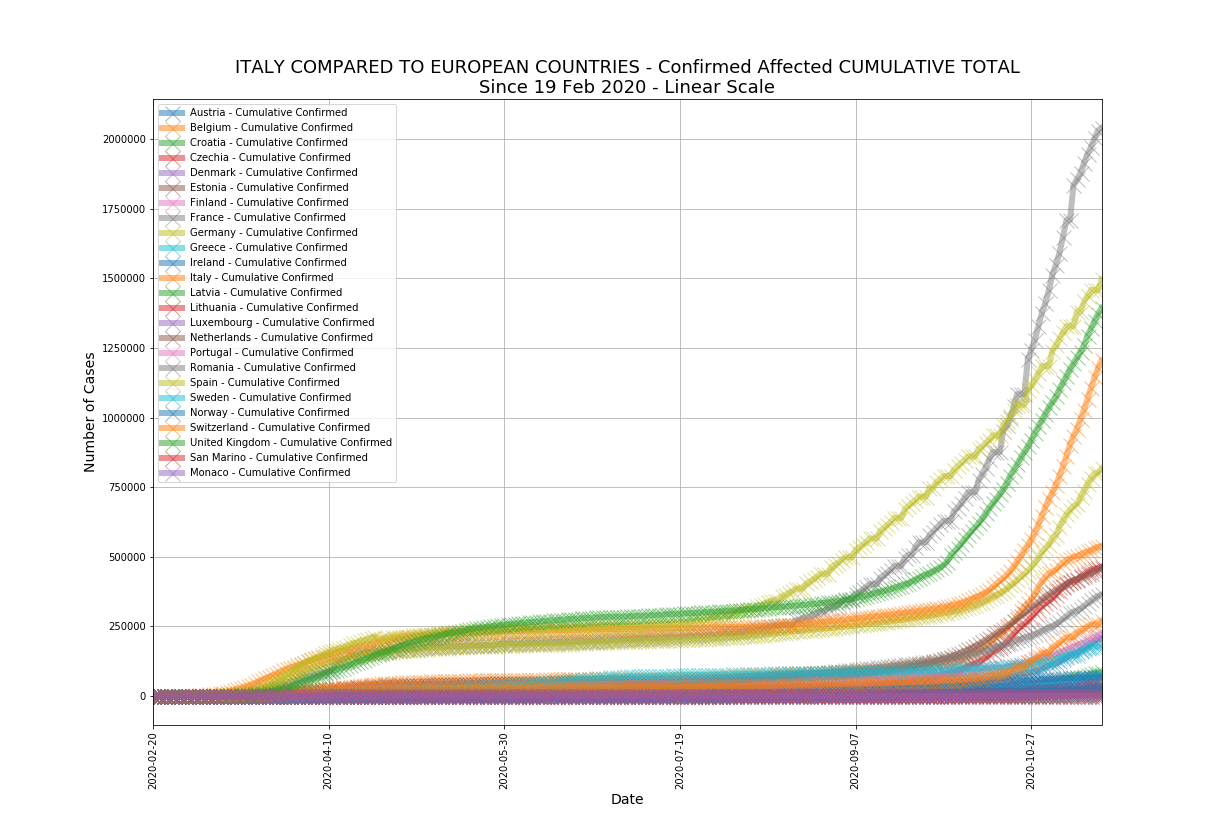 ITALY COMPARED TO EUROPEAN COUNTRIES - Confirmed Affected CUMULATIVE TOTAL
Since 19 Feb 2020 - Linear Scale
Austria - Cumulative Confirmed
Belgium - Cumulative Confirmed
Croatia - Cumulative Confirmed
Czechia - Cumulative Confirmed
Denmark - Cumulative Confirmed
Estonia - Cumulative Confirmed
Finland - Cumulative Confirmed
France - Cumulative Confirmed
Germany - Cumulative Confirmed
Greece - Cumulative Confirmed
Ireland - Cumulative Confirmed
Italy - Cumulative Confirmed
Latvia - Cumulative Confirmed
Lithuania - Cumulative Confirmed
Luxembourg - Cumulative Confirmed
Netherlands - Cumulative Confirmed
Portugal - Cumulative Confirmed
Romania - Cumulative Confirmed
Spain - Cumulative Confirmed
Sweden - Cumulative Confirmed
Norway - Cumulative Confirmed
Switzerland - Cumulative Confirmed
United Kingdom - Cumulative Confirmed
San Marino - Cumulative Confirmed
Monaco - Cumulative Confirmed
Number of Cases
2000000
1750000
1500000
1250000
1000000
750000
500000
250000
0
2020-02-20
2020-04-10
2020-05-30
2020-07-19
2020-09-07
2020-10-27
Date